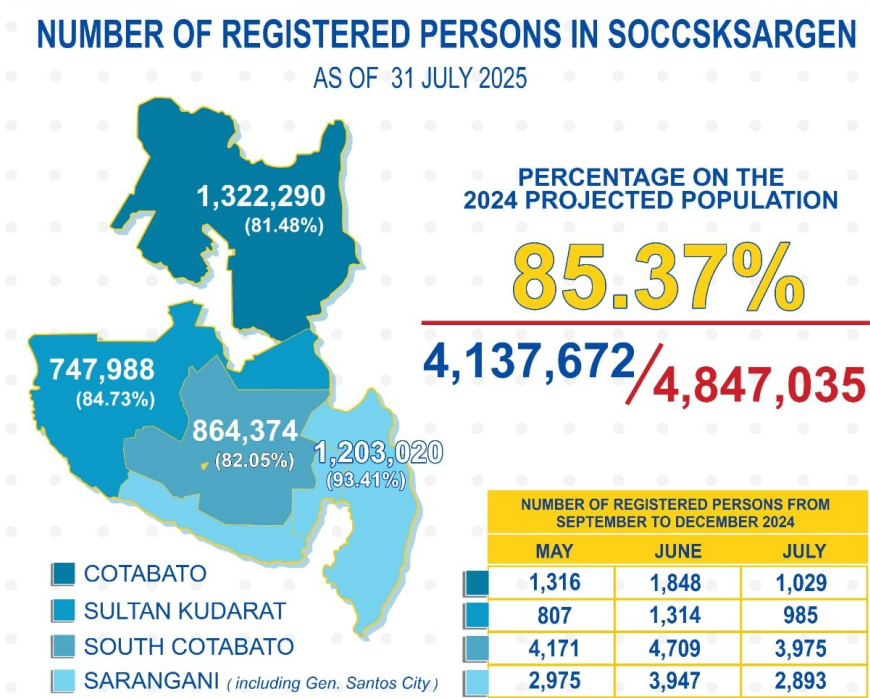 NUMBER OF REGISTERED PERSONS IN SOCCSKSARGEN
AS OF 31 JULY 2025
1,322,290
(81.48%)
PERCENTAGE ON THE
2024 PROJECTED POPULATION
85.37%
4,137,672/4,847,035
747,988
(84.73%)
864,374
(82.05%)
1,203,020
(93.41%)
COTABATO
SULTAN KUDARAT
SOUTH COTABATO
SARANGANI ( including Gen. Santos City )
NUMBER OF REGISTERED PERSONS FROM
SEPTEMBER TO DECEMBER 2024
MAY JUNE JULY
1,316 1,848 1,029
807 1,314 985
4,171 4,709 3,975
2,975 3,947 2,893